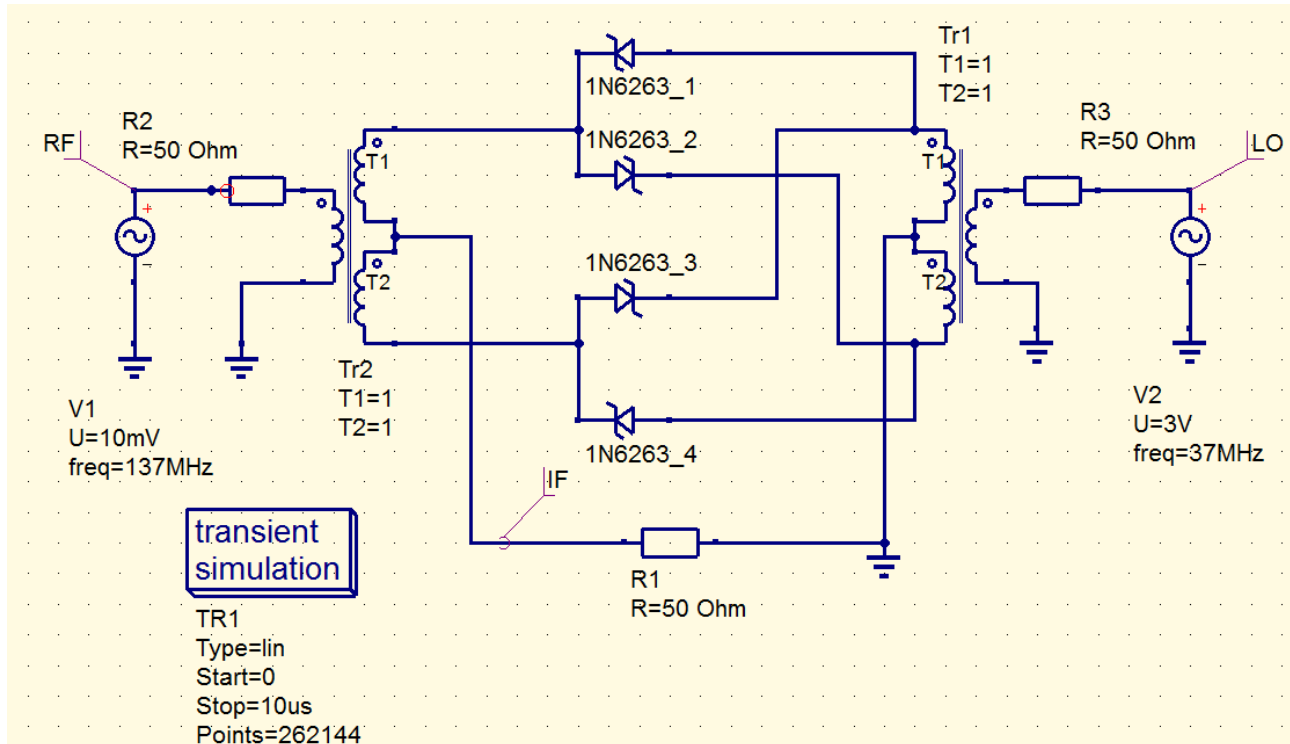 Tr1
T1=1
T2=1
1N6263_1
R3
R=50 Ohm
R2
R=50 Ohm
RF
LO
1N6263_2
T1
T1
1N6263_3
T2
T2
Tr2
T1=1
T2=1
V1
U=10mV
freq=137MHz
V2
U=3V
freq=37MHz
1N6263_4
IF
transient
simulation
R1
R=50 Ohm
TR1
Type=lin
Start=0
Stop=10us
Points=262144